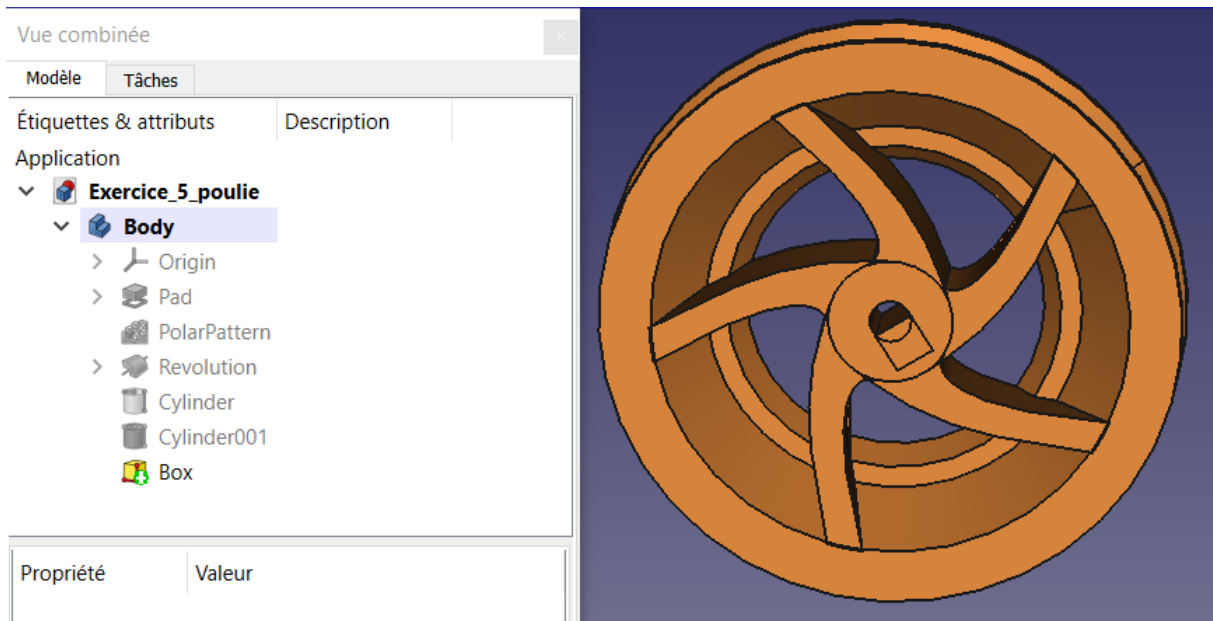 Vue combinée
Modèle Tâches
Étiquettes & attributs Description
Application
Exercice_5_poulie
Body
Origin
Pad
PolarPattern
Revolution
Cylinder
Cylinder001
Box
Propriété Valeur